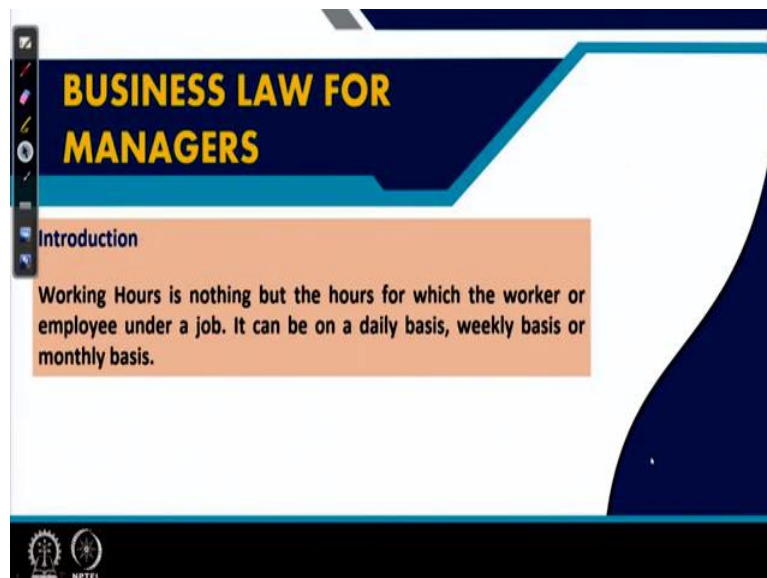 BUSINESS LAW FOR
MANAGERS
Introduction
Working Hours is nothing but the hours for which the worker or
employee under a job. It can be on a daily basis, weekly basis or
monthly basis.
NPTEL